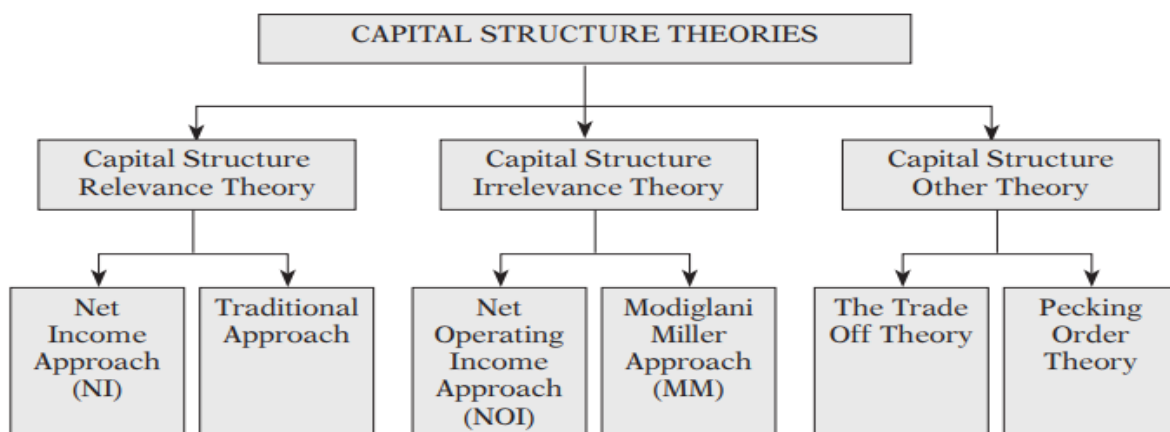 CAPITAL STRUCTURE THEORIES
Capital Structure
Relevance Theory
Capital Structure
Irrelevance Theory
Capital Structure
Other Theory
Net
Income
Approach
(NI)
Traditional
Approach
Net
Operating
Income
Approach
(NOI)
Modiglani
Miller
Approach
(MM)
The Trade
Off Theory
Pecking
Order
Theory